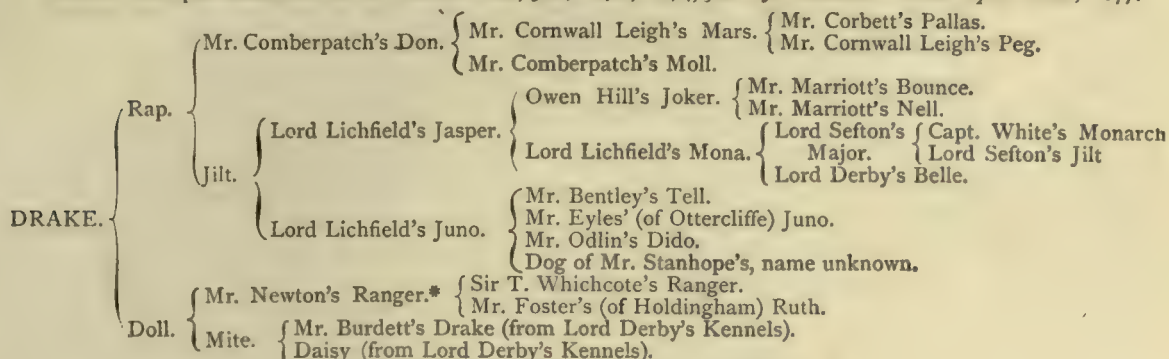 Mr. Comberpatch's Don. Mr. Cornwall Leigh's Mars. Mr. Corbett's Pallas.
Mr. Cornwall Leigh's Peg.
Mr. Comberpatch's Moll.
Rap.
Owen Hill's Joker. Mr. Marriott's Bounce.
Mr. Marriott's Nell.
Lord Lichfield's Jasper.
Lord Lichfield's Mona. Lord Sefton's Major. Capt. White's Monarch
Lord Sefton's Jilt
Lord Derby's Belle.
Jilt.
DRAKE.
Lord Lichfield's Juno. Mr. Bentley's Tell.
Mr. Eyles' (of Ottercliffe) Juno.
Mr. Odlin's Dido.
Dog of Mr. Stanhope's, name unknown.
Mr. Newton's Ranger.* Sir T. Whichcote's Ranger.
Mr. Foster's (of Holdingham) Ruth.
Doll.
Mite. Mr. Burdett's Drake (from Lord Derby's Kennels).
Daisy (from Lord Derby's Kennels).